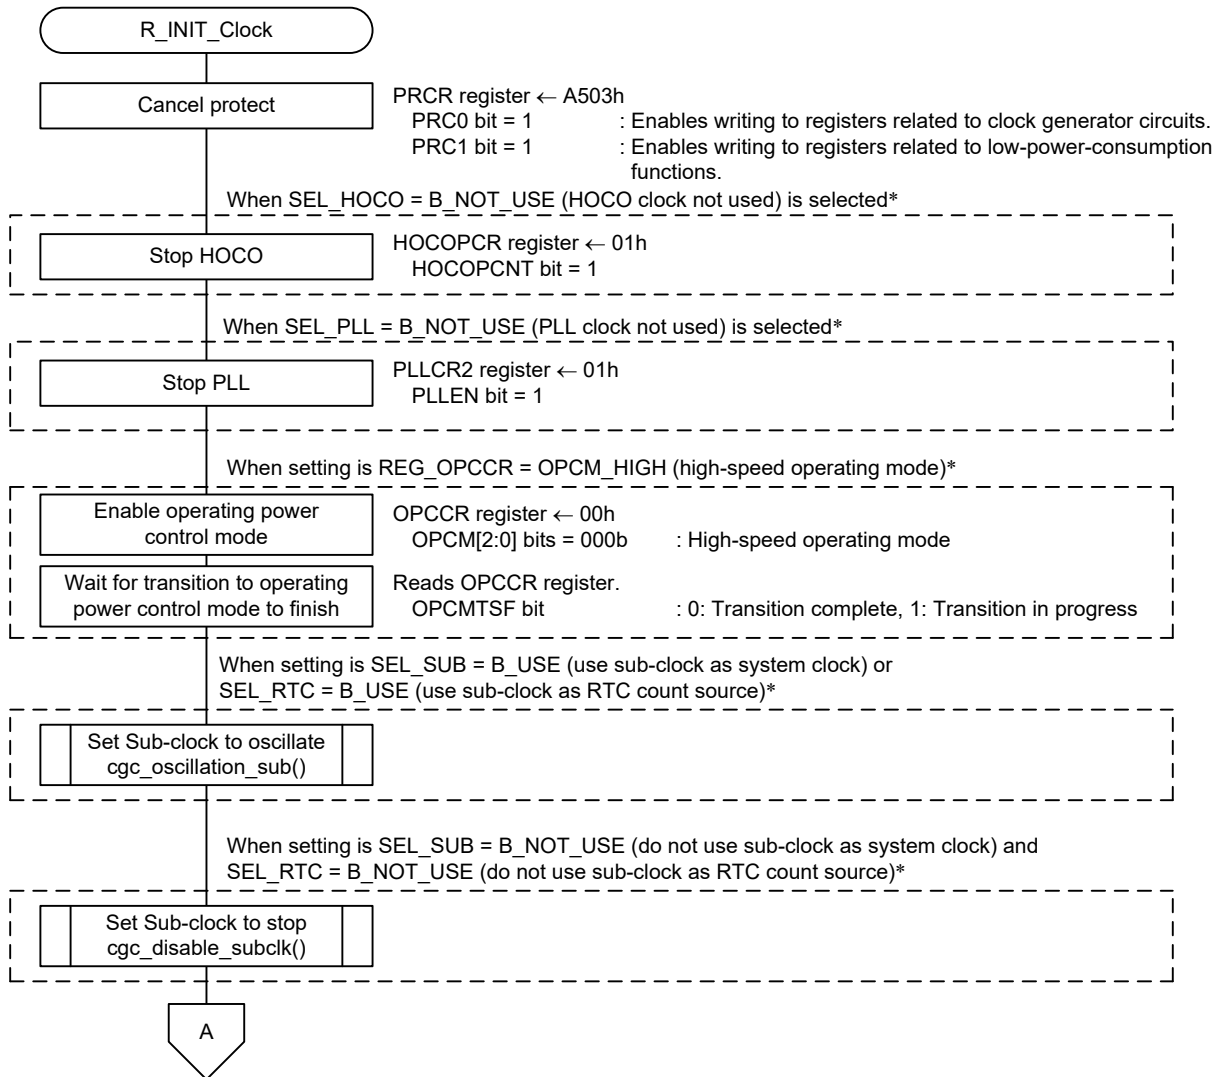 R_INIT_Clock
Cancel protect
PRCR register ← A503h
PRC0 bit = 1 : Enables writing to registers related to clock generator circuits.
PRC1 bit = 1 : Enables writing to registers related to low-power-consumption
functions.
When SEL_HOCO = B_NOT_USE (HOCO clock not used) is selected*
Stop HOCO
HOCOPCR register ← 01h
HOCOPCNT bit = 1
When SEL_PLL = B_NOT_USE (PLL clock not used) is selected*
Stop PLL
PLLCR2 register ← 01h
PLLEN bit = 1
When setting is REG_OPCCR = OPCM_HIGH (high-speed operating mode)*
Enable operating power
control mode
OPCCR register ← 00h
OPCM[2:0] bits = 000b : High-speed operating mode
Wait for transition to operating
power control mode to finish
Reads OPCCR register.
OPCMTSF bit : 0: Transition complete, 1: Transition in progress
When setting is SEL_SUB = B_USE (use sub-clock as system clock) or
SEL_RTC = B_USE (use sub-clock as RTC count source)*
Set Sub-clock to oscillate
cgc_oscillation_sub()
When setting is SEL_SUB = B_NOT_USE (do not use sub-clock as system clock) and
SEL_RTC = B_NOT_USE (do not use sub-clock as RTC count source)*
Set Sub-clock to stop
cgc_disable_subclk()
A